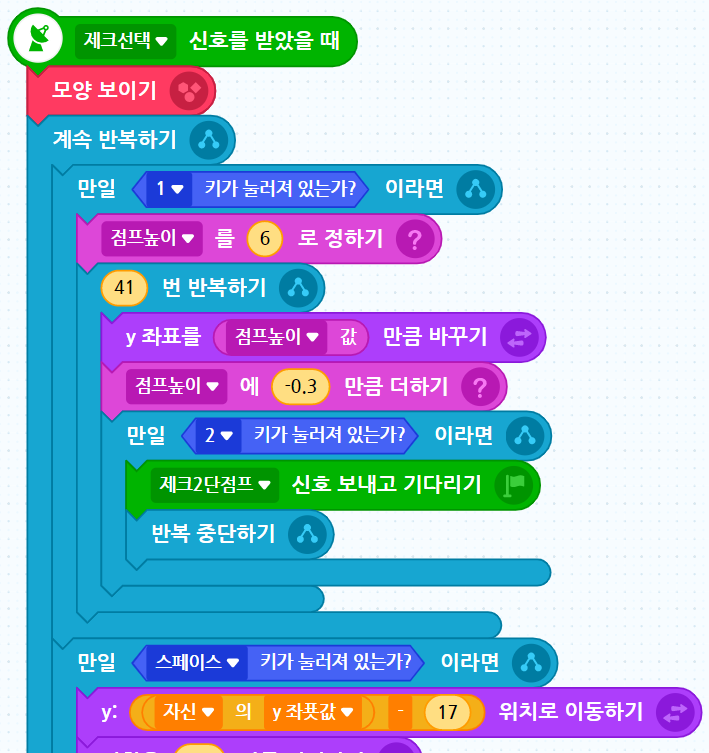 제크선택 ▼ 신호를 받았을 때
모양 보이기
계속 반복하기
만일 1 ▼ 키가 눌러져 있는가? 이라면
점프높이 ▼ 를 6 로 정하기 ?
41 번 반복하기
y 좌표를 점프높이 ▼ 값 만큼 바꾸기
점프높이 ▼ 에 -0.3 만큼 더하기 ?
만일 2 ▼ 키가 눌러져 있는가? 이라면
제크2단점프 ▼ 신호 보내고 기다리기
반복 중단하기
만일 스페이스 ▼ 키가 눌러져 있는가? 이라면
y: 자신 ▼ 의 y 좌푯값 ▼ - 17 위치로 이동하기